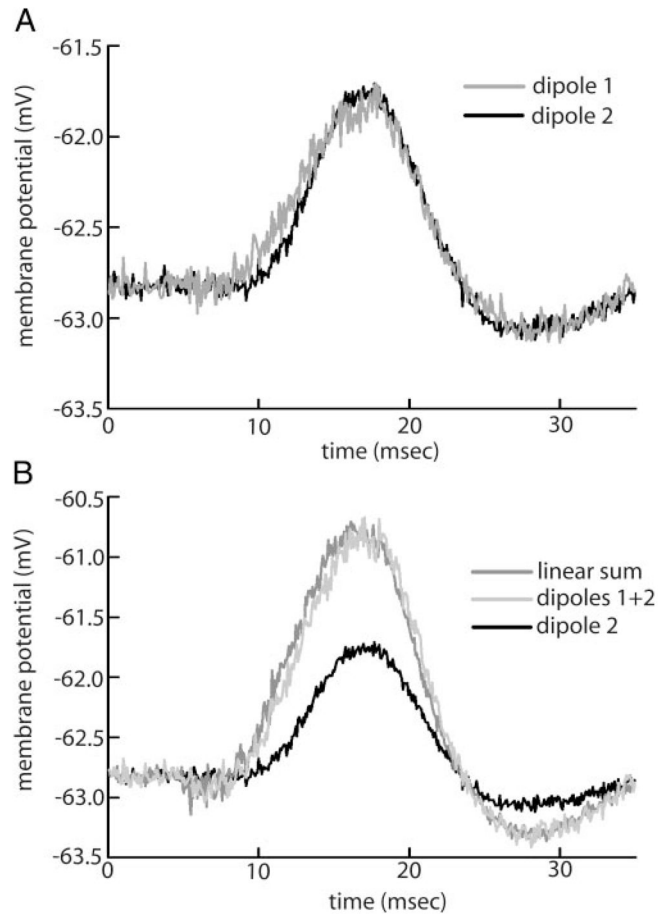 A
-61.5
-62.0
-62.5
-63.0
-63.5
membrane potential (mV)
dipole 1
dipole 2
0
10
20
30
time (msec)
B
-60.5
-61.0
-61.5
-62.0
-62.5
-63.0
-63.5
membrane potential (mV)
linear sum
dipoles 1+2
dipole 2
0
10
20
30
time (msec)